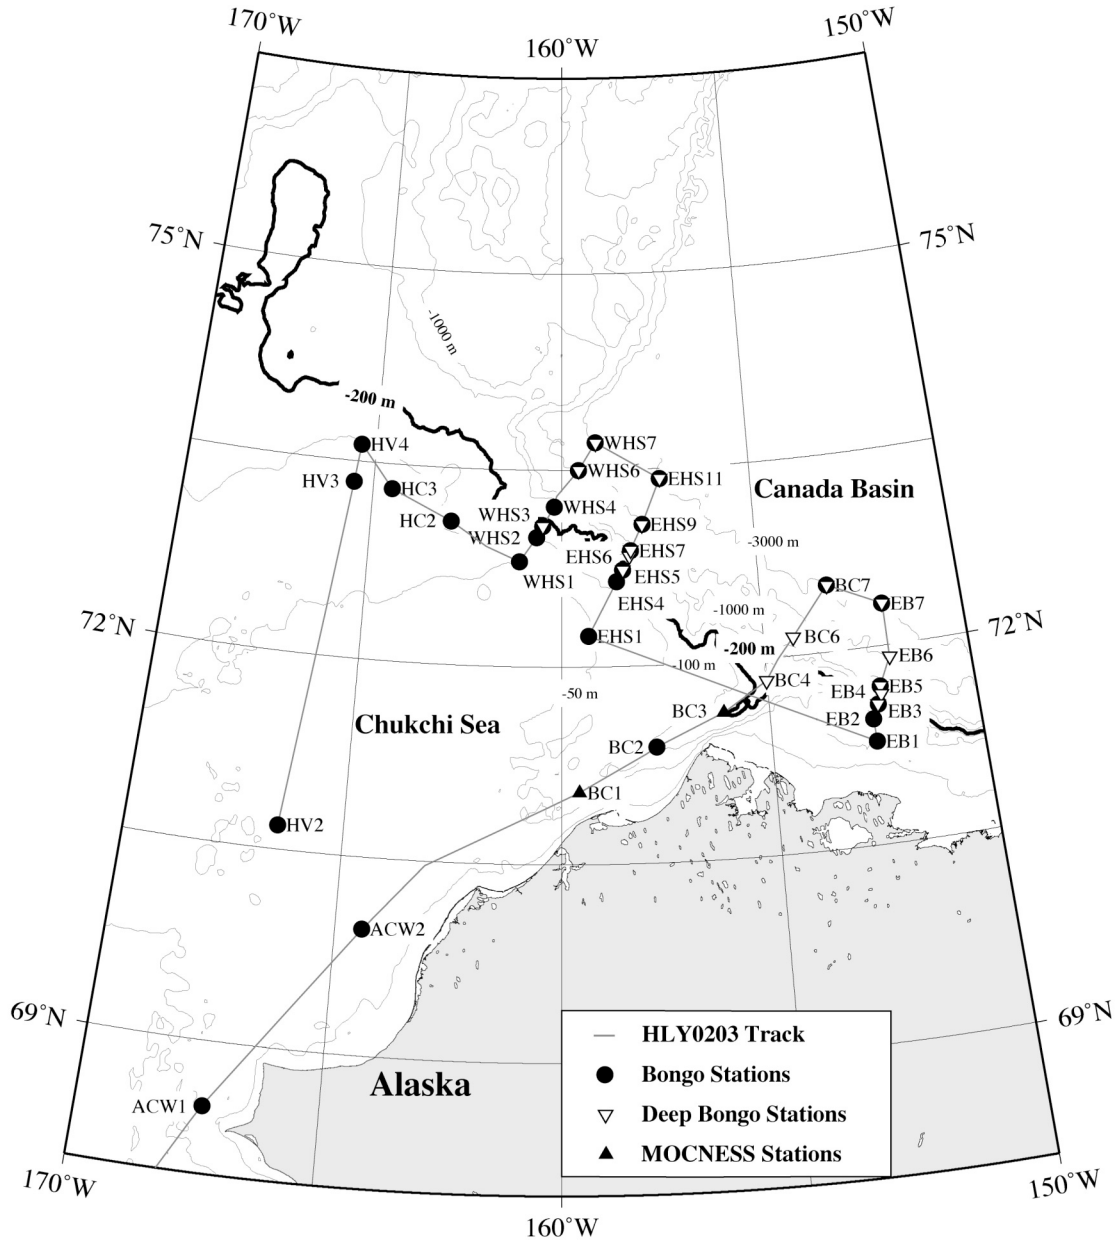 170°W
160°W
150°W
75°N
75°N
-1000 m
-200 m
HV4
WHS7
HV3
HC3
WHS6
EHS11
Canada Basin
WHS4
HC2
WHS3
EHS9
WHS2
-3000 m
EHS6
EHS7
WHS1
EHS5
BC7
EHS4
EB7
-1000 m
72°N
72°N
EHS1
BC6
-200 m
EB6
-100 m
BC4
EB5
EB4
-50 m
BC3
EB3
EB2
Chukchi Sea
EB1
BC2
BC1
HV2
ACW2
69°N
69°N
HLY0203 Track
Bongo Stations
Alaska
ACW1
Deep Bongo Stations
MOCNESS Stations
170°W
160°W
150°W